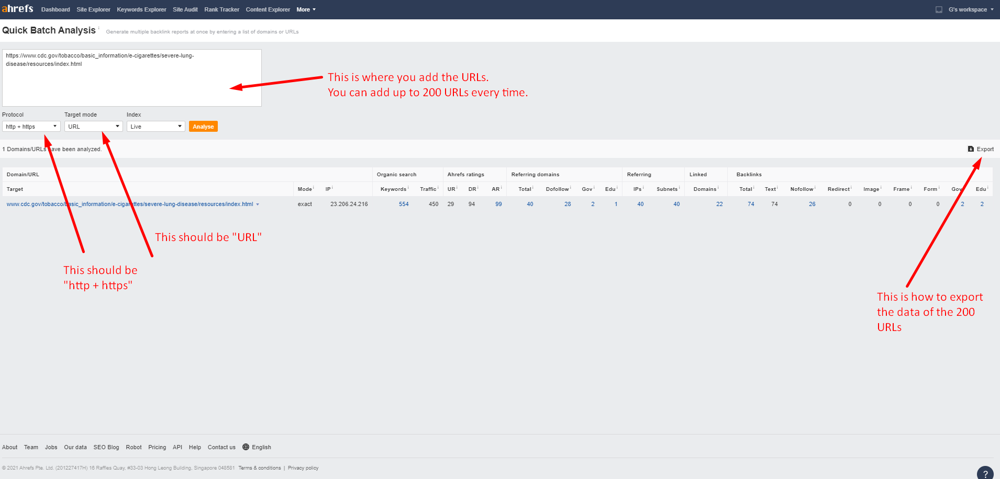 ahrefs Dashboard Site Explorer Keywords Explorer Site Audit Rank Tracker Content Explorer More G's workspace
Quick Batch Analysis i Generate multiple backlink reports at once by entering a list of domains or URLs
https://www.cdc.gov/tobacco/basic_information/e-cigarettes/severe-lung-
disease/resources/index.html
This is where you add the URLs.
You can add up to 200 URLs every time.
Protocol Target mode Index
http + https URL Live Analyse
1 Domains/URLs have been analyzed. Export
Domain/URL Organic search Ahrefs ratings Referring domains Referring Linked Backlinks
Target Mode i IP i Keywords i Traffic i UR i DR i AR i Total i Dofollow i Gov i Edu i IPs i Subnets i Domains i Total i Text i Nofollow i Redirect i Image i Frame i Form i Gov i Edu i
www.cdc.gov/tobacco/basic_information/e-cigarettes/severe-lung-disease/resources/index.html exact 23.206.24.216 554 450 29 94 99 40 28 2 1 40 40 22 74 74 26 0 0 0 0 2 2
This should be "URL"
This should be
"http + https"
This is how to export
the data of the 200
URLs
About Team Jobs Our data SEO Blog Robot Pricing API Help Contact us English
© 2021 Ahrefs Pte. Ltd. (201227417H) 16 Raffles Quay, #33-03 Hong Leong Building, Singapore 048581 Terms & conditions | Privacy policy
?